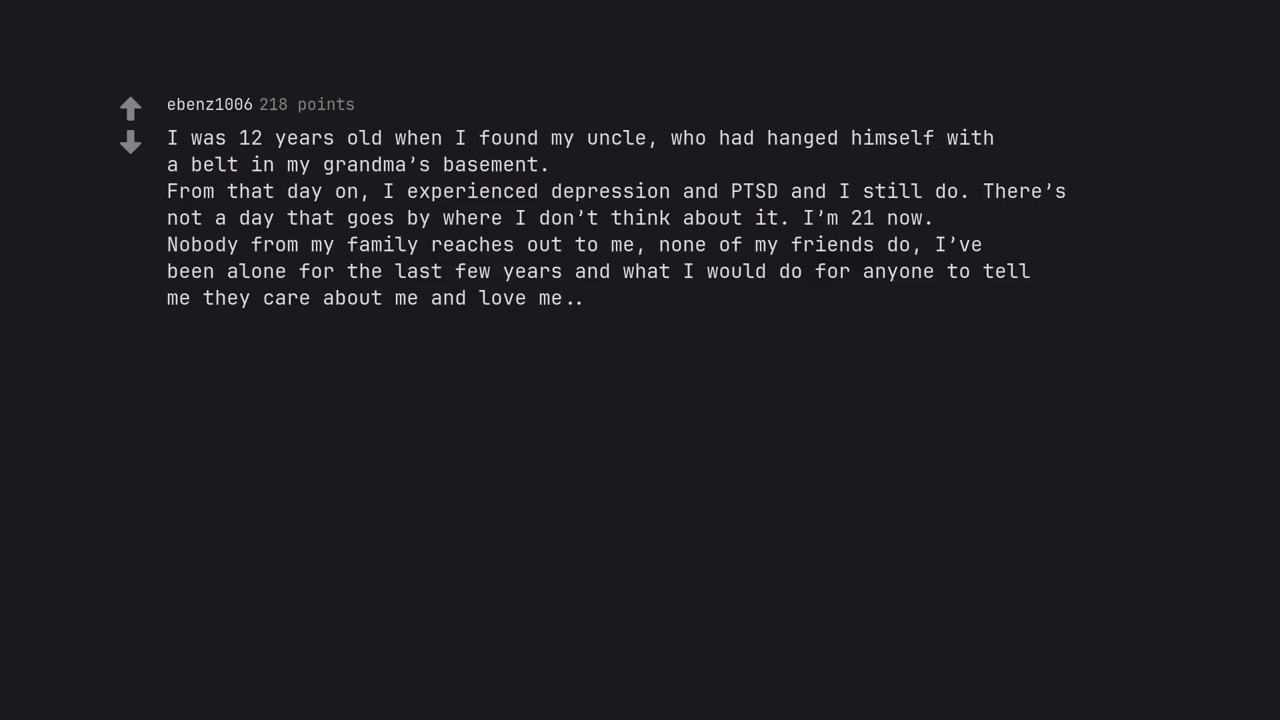 ebenz1006 218 points
I was 12 years old when I found my uncle, who had hanged himself with
a belt in my grandma’s basement.
From that day on, I experienced depression and PTSD and I still do. There’s
not a day that goes by where I don’t think about it. I’m 21 now.
Nobody from my family reaches out to me, none of my friends do, I’ve
been alone for the last few years and what I would do for anyone to tell
me they care about me and love me..